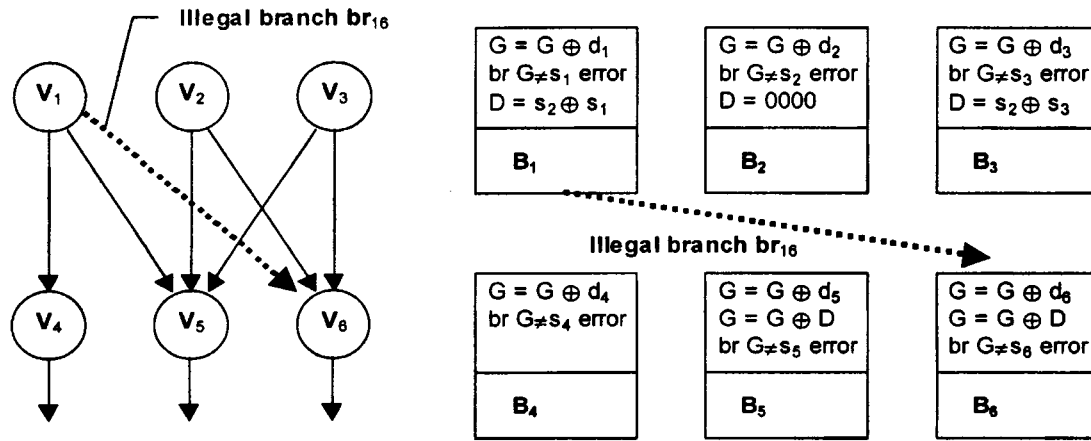 Illegal branch br₁₆
V₁
V₂
V₃
V₄
V₅
V₆
G = G ⊕ d₁
br G≠s₁ error
D = s₂ ⊕ s₁
B₁
G = G ⊕ d₂
br G≠s₂ error
D = 0000
B₂
G = G ⊕ d₃
br G≠s₃ error
D = s₂ ⊕ s₃
B₃
Illegal branch br₁₆
G = G ⊕ d₄
br G≠s₄ error
B₄
G = G ⊕ d₅
G = G ⊕ D
br G≠s₅ error
B₅
G = G ⊕ d₆
G = G ⊕ D
br G≠s₆ error
B₆